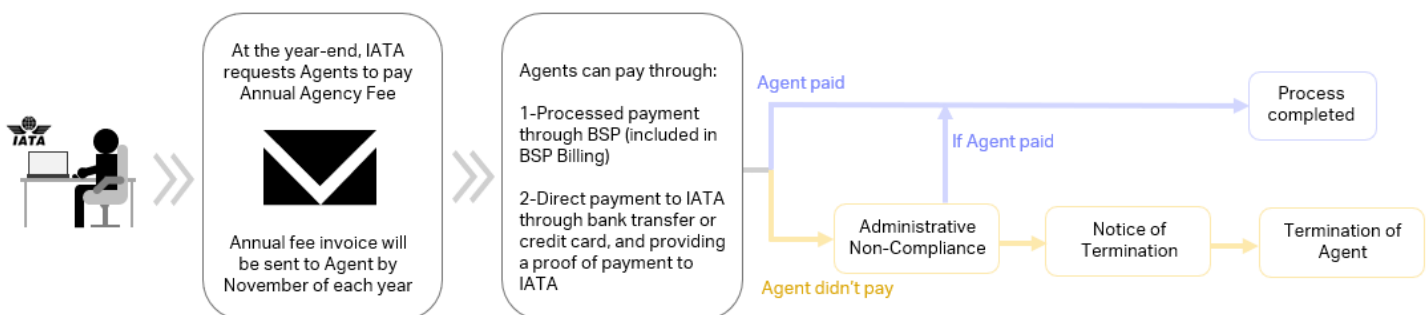 IATA
At the year-end, IATA
requests Agents to pay
Annual Agency Fee
Annual fee invoice will
be sent to Agent by
November of each year
Agents can pay through:
1-Processed payment
through BSP (included in
BSP Billing)
2-Direct payment to IATA
through bank transfer or
credit card, and providing
a proof of payment to
IATA
Agent paid
Process
completed
If Agent paid
Administrative
Non-Compliance
Notice of
Termination
Termination of
Agent
Agent didn't pay